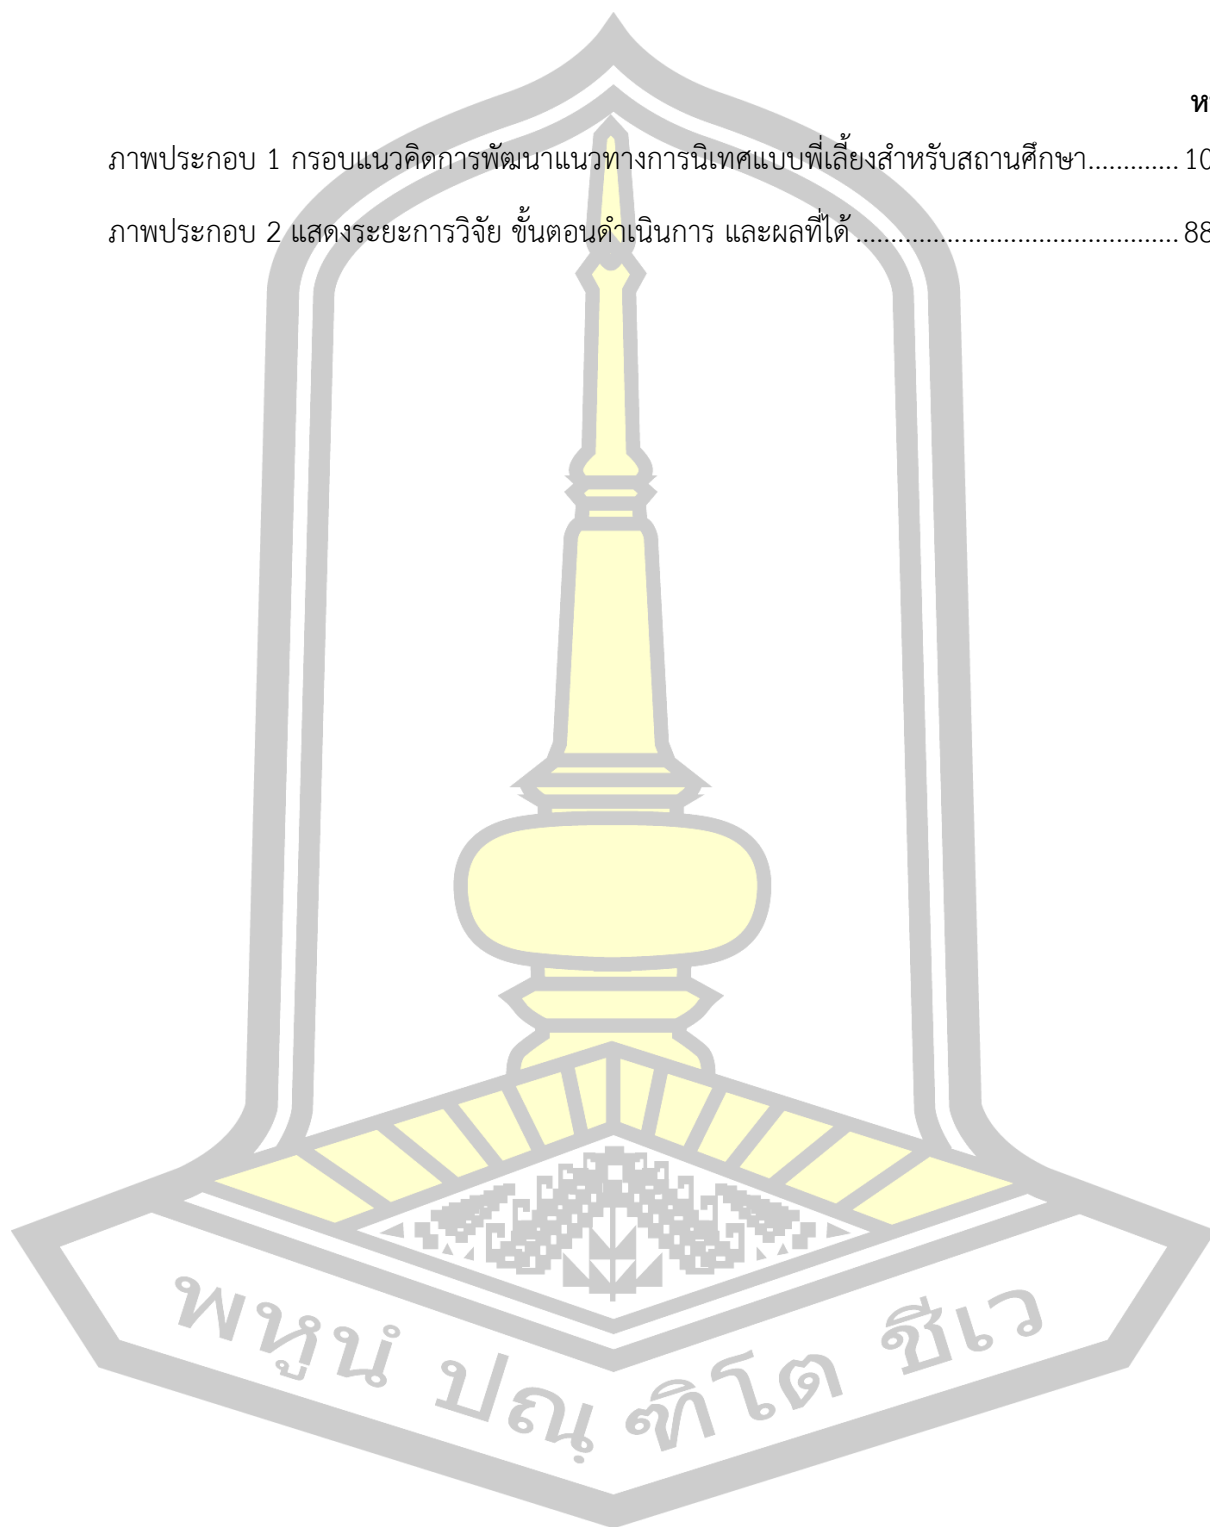 ภาพประกอบ 1 กรอบแนวคิดการพัฒนาแนวทางการนิเทศแบบพี่เลี้ยงสำหรับสถานศึกษา............. 10
ภาพประกอบ 2 แสดงระยะการวิจัย ขั้นตอนดำเนินการ และผลที่ได้ .............................................. 88
พหูนํ ปณฺฑิโต ชีเว